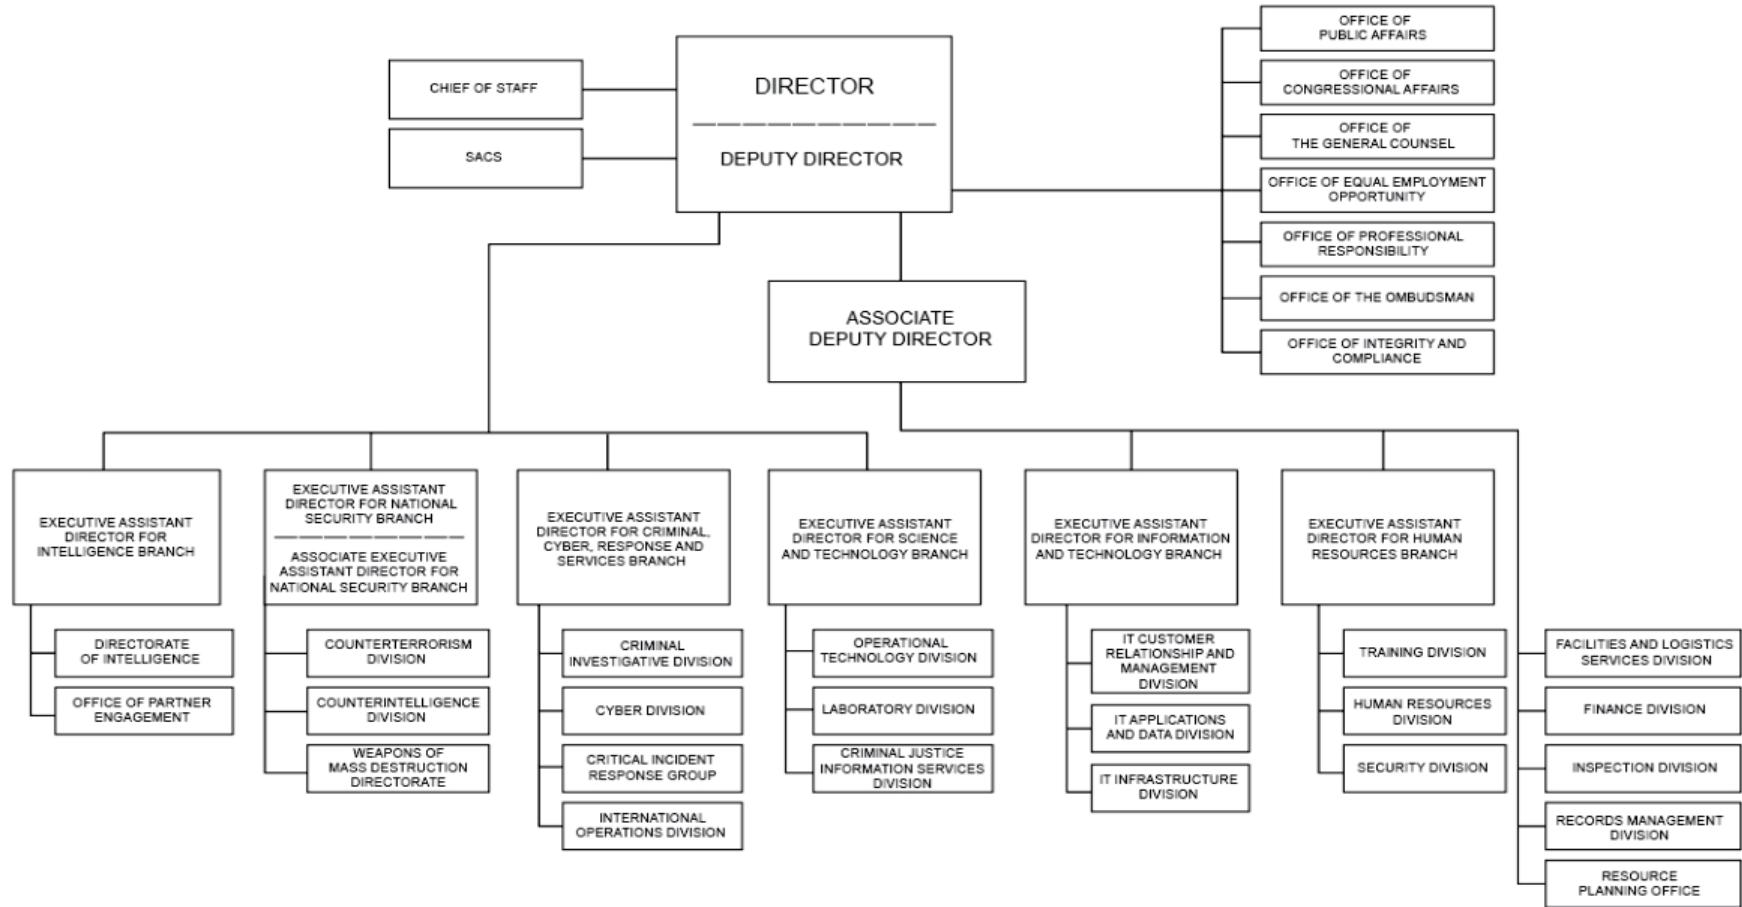 CHIEF OF STAFF
SACS
DIRECTOR
DEPUTY DIRECTOR
OFFICE OF
PUBLIC AFFAIRS
OFFICE OF
CONGRESSIONAL AFFAIRS
OFFICE OF
THE GENERAL COUNSEL
OFFICE OF EQUAL EMPLOYMENT
OPPORTUNITY
OFFICE OF PROFESSIONAL
RESPONSIBILITY
OFFICE OF THE OMBUDSMAN
OFFICE OF INTEGRITY AND
COMPLIANCE
ASSOCIATE
DEPUTY DIRECTOR
EXECUTIVE ASSISTANT
DIRECTOR FOR
INTELLIGENCE BRANCH
DIRECTORATE
OF INTELLIGENCE
OFFICE OF PARTNER
ENGAGEMENT
EXECUTIVE ASSISTANT
DIRECTOR FOR NATIONAL
SECURITY BRANCH
ASSOCIATE EXECUTIVE
ASSISTANT DIRECTOR FOR
NATIONAL SECURITY BRANCH
COUNTERTERRORISM
DIVISION
COUNTERINTELLIGENCE
DIVISION
WEAPONS OF
MASS DESTRUCTION
DIRECTORATE
EXECUTIVE ASSISTANT
DIRECTOR FOR CRIMINAL,
CYBER, RESPONSE AND
SERVICES BRANCH
CRIMINAL
INVESTIGATIVE DIVISION
CYBER DIVISION
CRITICAL INCIDENT
RESPONSE GROUP
INTERNATIONAL
OPERATIONS DIVISION
EXECUTIVE ASSISTANT
DIRECTOR FOR SCIENCE
AND TECHNOLOGY BRANCH
OPERATIONAL
TECHNOLOGY DIVISION
LABORATORY DIVISION
CRIMINAL JUSTICE
INFORMATION SERVICES
DIVISION
EXECUTIVE ASSISTANT
DIRECTOR FOR INFORMATION
AND TECHNOLOGY BRANCH
IT CUSTOMER
RELATIONSHIP AND
MANAGEMENT
DIVISION
IT APPLICATIONS
AND DATA DIVISION
IT INFRASTRUCTURE
DIVISION
EXECUTIVE ASSISTANT
DIRECTOR FOR HUMAN
RESOURCES BRANCH
TRAINING DIVISION
HUMAN RESOURCES
DIVISION
SECURITY DIVISION
FACILITIES AND LOGISTICS
SERVICES DIVISION
FINANCE DIVISION
INSPECTION DIVISION
RECORDS MANAGEMENT
DIVISION
RESOURCE
PLANNING OFFICE